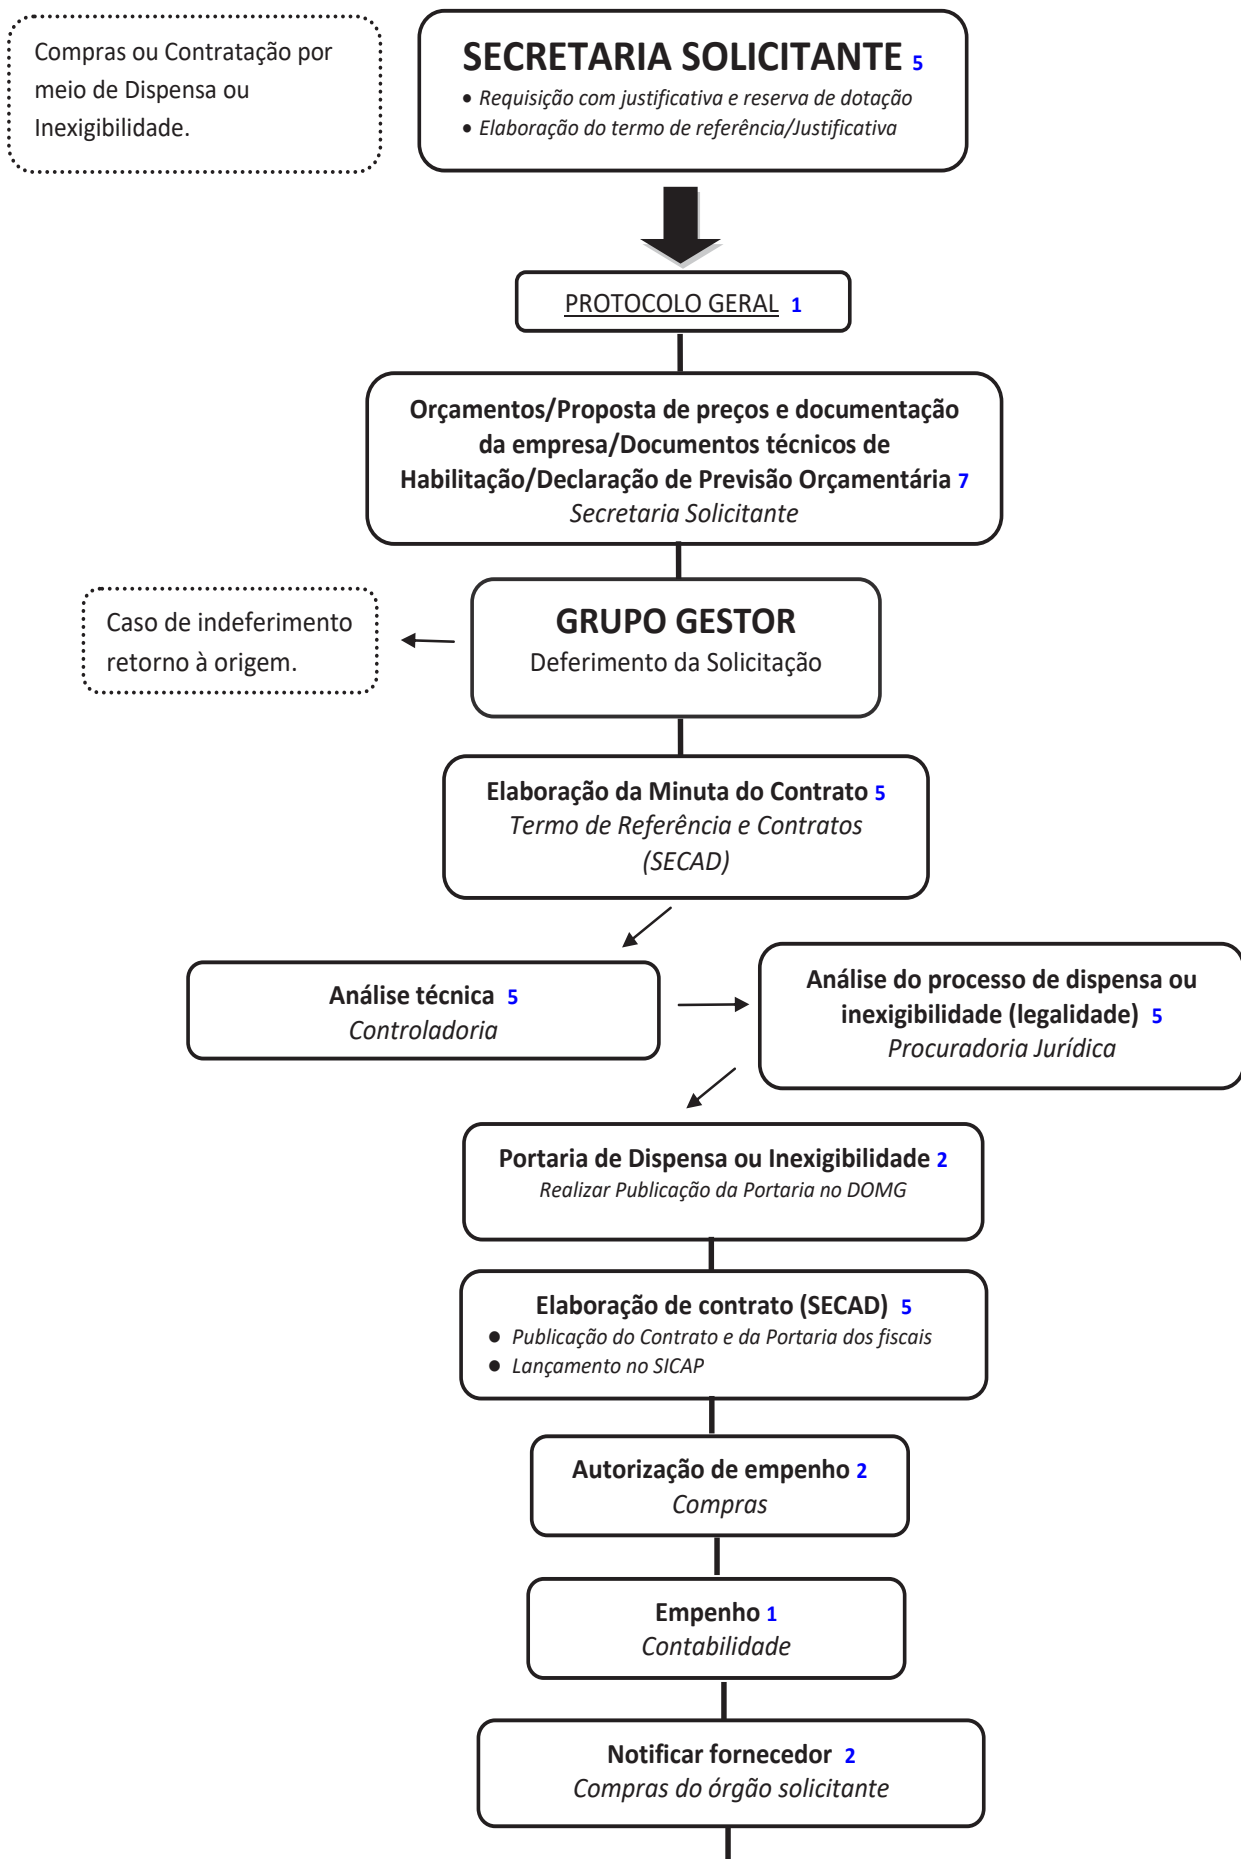 Compras ou Contratação por
meio de Dispensa ou
Inexigibilidade.
SECRETARIA SOLICITANTE 5
• Requisição com justificativa e reserva de dotação
• Elaboração do termo de referência/Justificativa
PROTOCOLO GERAL 1
Orçamentos/Proposta de preços e documentação
da empresa/Documentos técnicos de
Habilitação/Declaração de Previsão Orçamentária 7
Secretaria Solicitante
Caso de indeferimento
retorno à origem.
GRUPO GESTOR
Deferimento da Solicitação
Elaboração da Minuta do Contrato 5
Termo de Referência e Contratos
(SECAD)
Análise técnica 5
Controladoria
Análise do processo de dispensa ou
inexigibilidade (legalidade) 5
Procuradoria Jurídica
Portaria de Dispensa ou Inexigibilidade 2
Realizar Publicação da Portaria no DOMG
Elaboração de contrato (SECAD) 5
● Publicação do Contrato e da Portaria dos fiscais
● Lançamento no SICAP
Autorização de empenho 2
Compras
Empenho 1
Contabilidade
Notificar fornecedor 2
Compras do órgão solicitante